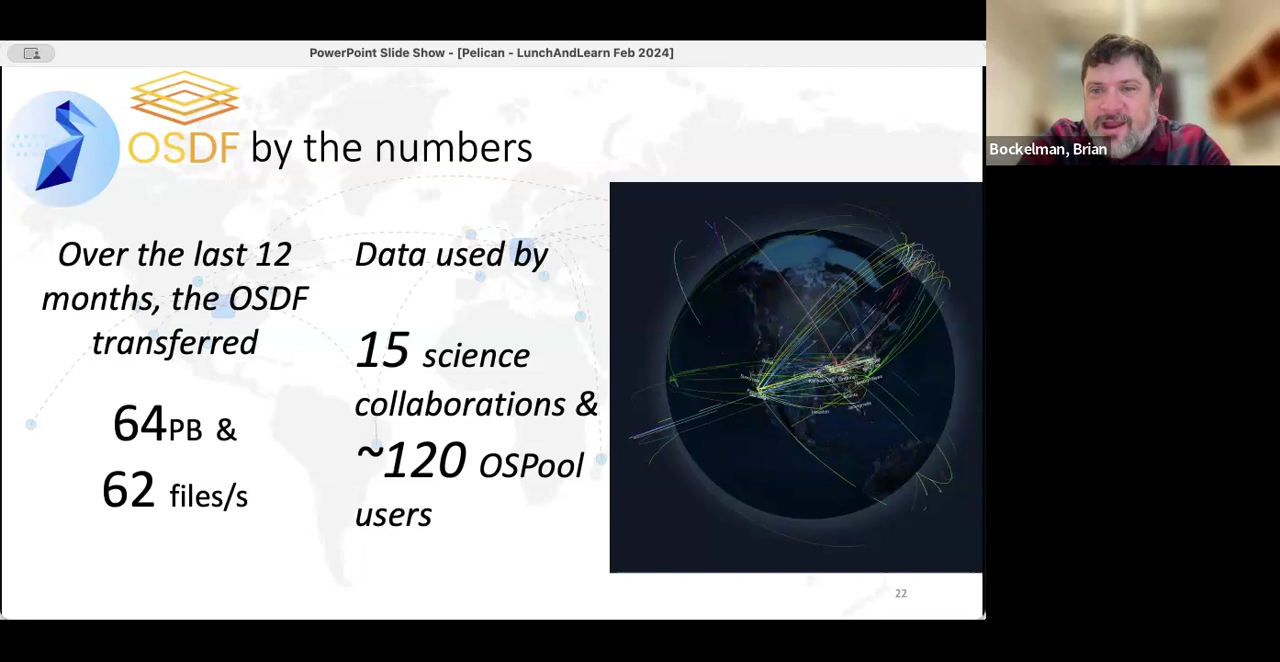 PowerPoint Slide Show - [Pelican - LunchAndLearn Feb 2024]
OSDF by the numbers
Over the last 12
months, the OSDF
transferred
64PB &
62 files/s
Data used by
15 science
collaborations &
~120 OSPool
users
22
Bockelman, Brian